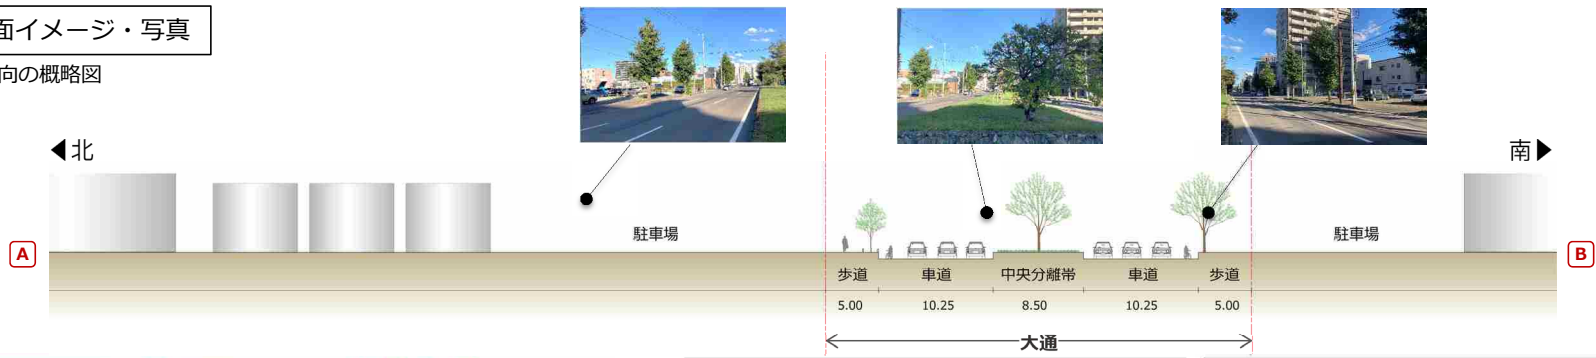 面イメージ・写真
向の概略図
◀北
南▶
駐車場
駐車場
A
B
歩道
車道
中央分離帯
車道
歩道
5.00
10.25
8.50
10.25
5.00
大通